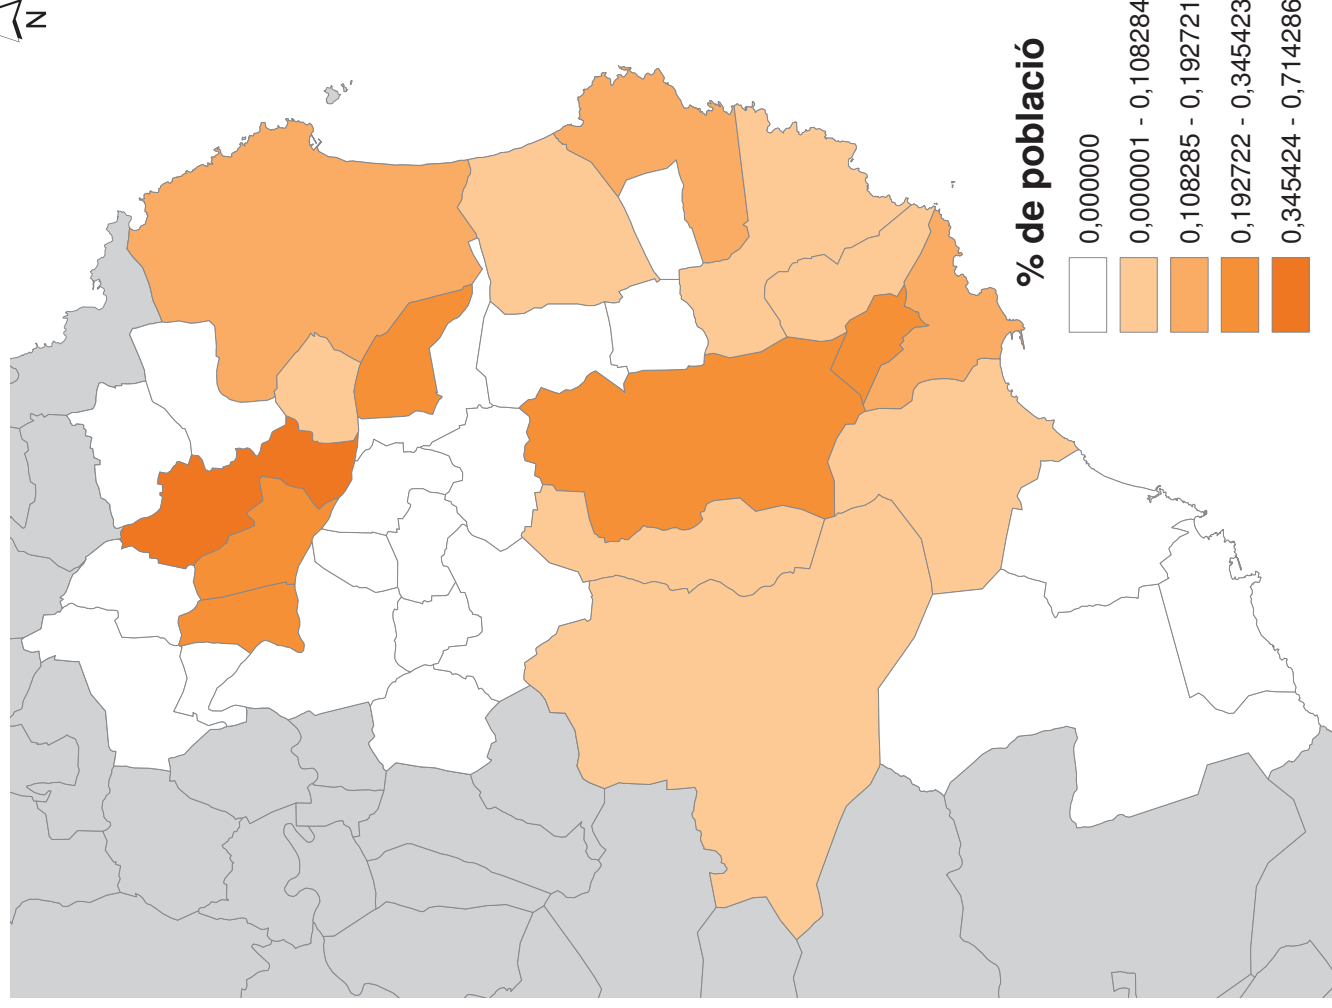 N
% de població
0,000000
0,000001 - 0,108284
0,108285 - 0,192721
0,192722 - 0,345423
0,345424 - 0,714286